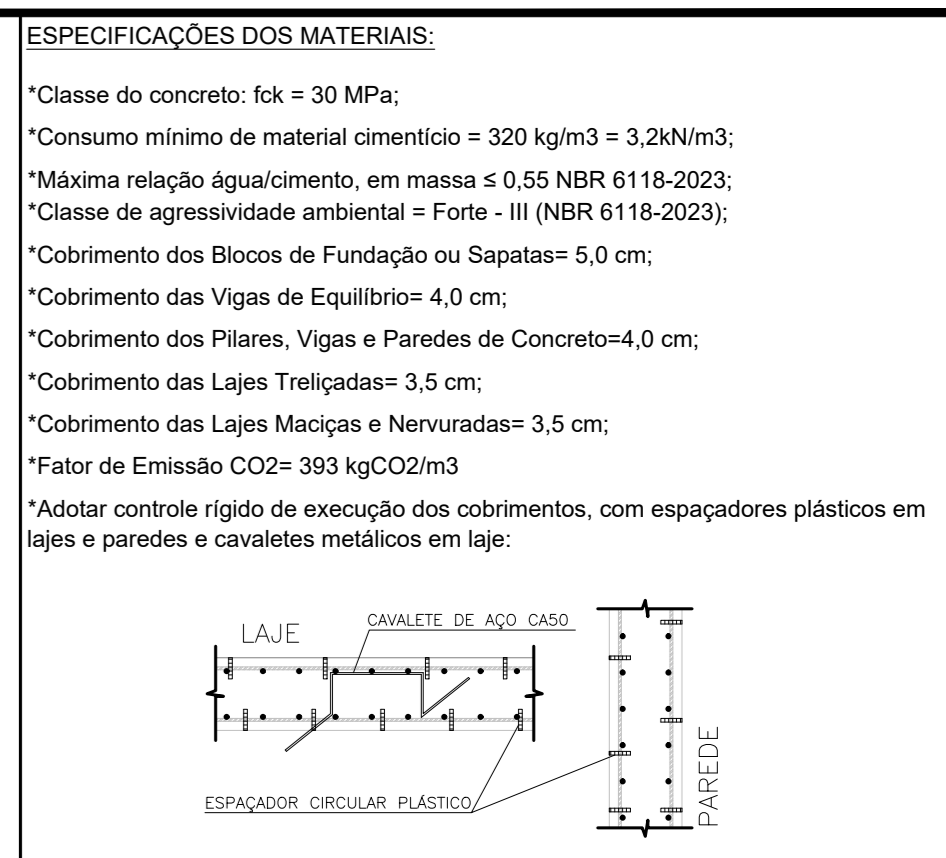 ESPECIFICAÇÕES DOS MATERIAIS:
*Classe do concreto: fck = 30 MPa;
*Consumo mínimo de material cimentício = 320 kg/m3 = 3,2kN/m3;
*Máxima relação água/cimento, em massa ≤ 0,55 NBR 6118-2023;
*Classe de agressividade ambiental = Forte - III (NBR 6118-2023);
*Cobrimento dos Blocos de Fundação ou Sapatas= 5,0 cm;
*Cobrimento das Vigas de Equilíbrio= 4,0 cm;
*Cobrimento dos Pilares, Vigas e Paredes de Concreto=4,0 cm;
*Cobrimento das Lajes Treliçadas= 3,5 cm;
*Cobrimento das Lajes Maciças e Nervuradas= 3,5 cm;
*Fator de Emissão CO2= 393 kgCO2/m3
*Adotar controle rígido de execução dos cobrimentos, com espaçadores plásticos em
lajes e paredes e cavaletes metálicos em laje:
LAJE
CAVALETE DE AÇO CA50
ESPAÇADOR CIRCULAR PLÁSTICO
PAREDE